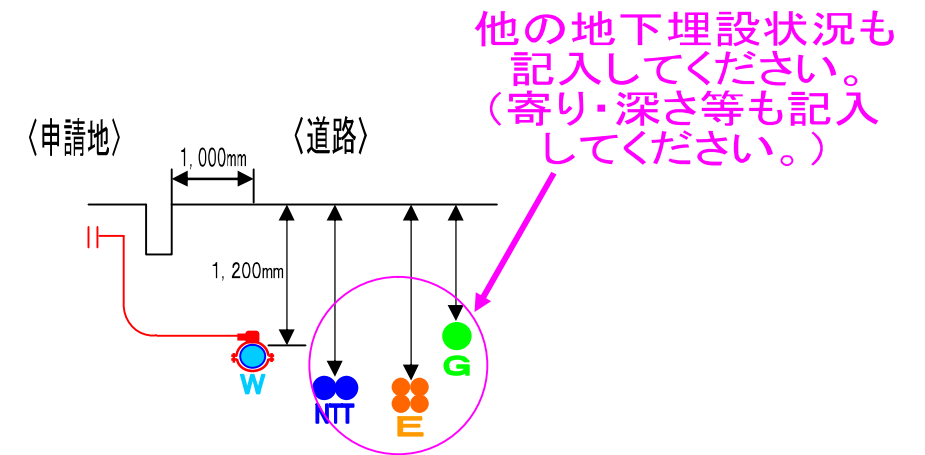 他の地下埋設状況も
記入してください。
(寄り・深さ等も記入
してください。)
〈申請地〉
〈道路〉
1,000mm
1,200mm
W
NTT
E
G